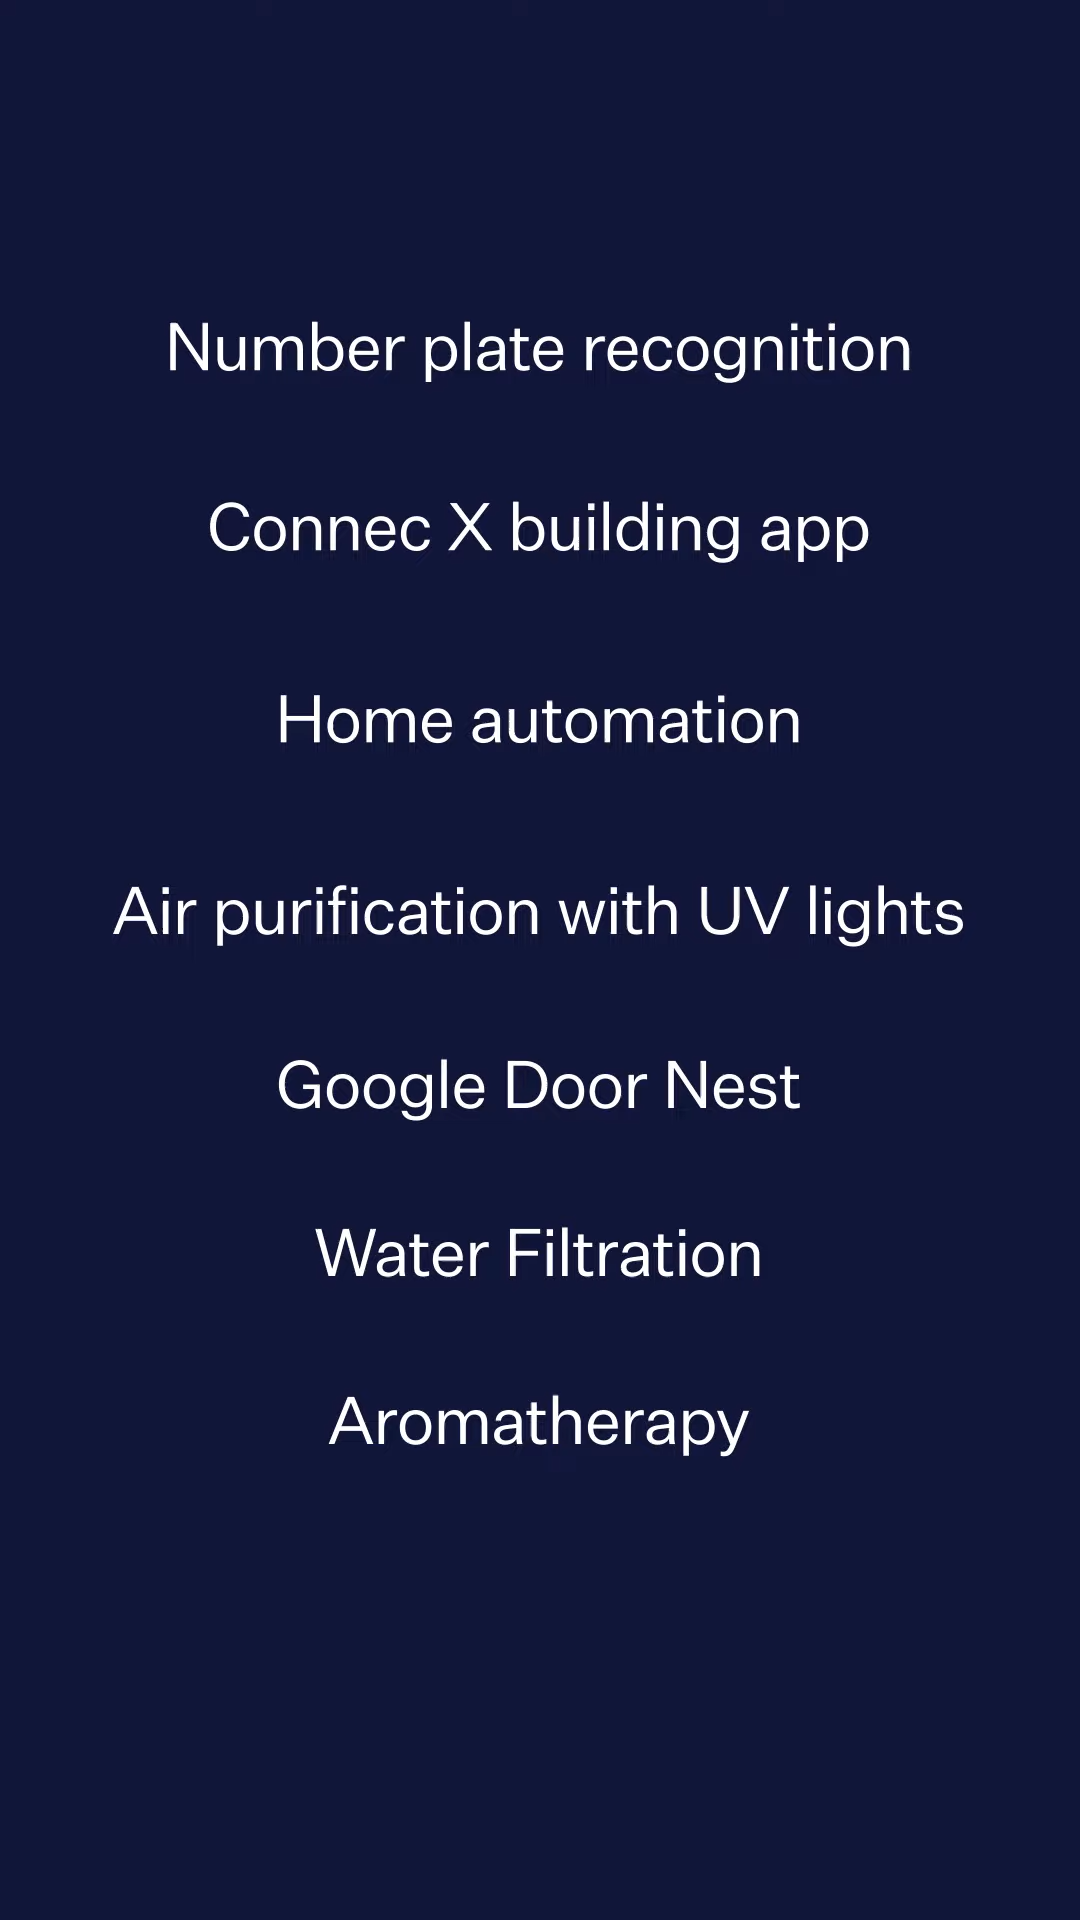 Number plate recognition
Connec X building app
Home automation
Air purification with UV lights
Google Door Nest
Water Filtration
Aromatherapy